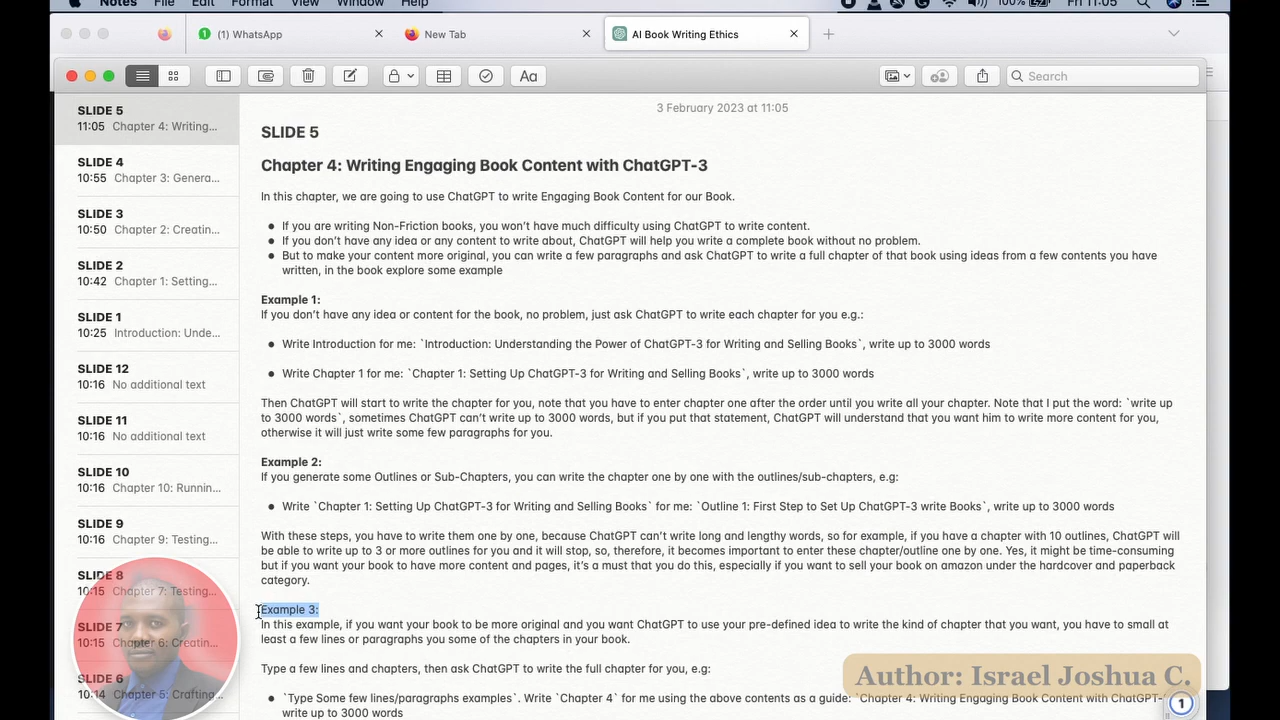 Notes File Edit Format View Window Help
100% Fri 11:05
(1) WhatsApp
New Tab
AI Book Writing Ethics
Aa
Search
SLIDE 5
11:05 Chapter 4: Writing...
SLIDE 4
10:55 Chapter 3: Genera...
SLIDE 3
10:50 Chapter 2: Creatin...
SLIDE 2
10:42 Chapter 1: Setting...
SLIDE 1
10:25 Introduction: Unde...
SLIDE 12
10:16 No additional text
SLIDE 11
10:16 No additional text
SLIDE 10
10:16 Chapter 10: Runnin...
SLIDE 9
10:16 Chapter 9: Testing...
SLIDE 8
10:15 Chapter 7: Testing...
SLIDE 7
10:15 Chapter 6: Creatin...
SLIDE 6
10:14 Chapter 5: Crafting...
3 February 2023 at 11:05
SLIDE 5
Chapter 4: Writing Engaging Book Content with ChatGPT-3
In this chapter, we are going to use ChatGPT to write Engaging Book Content for our Book.
• If you are writing Non-Friction books, you won't have much difficulty using ChatGPT to write content.
• If you don't have any idea or any content to write about, ChatGPT will help you write a complete book without no problem.
• But to make your content more original, you can write a few paragraphs and ask ChatGPT to write a full chapter of that book using ideas from a few contents you have
written, in the book explore some example
Example 1:
If you don't have any idea or content for the book, no problem, just ask ChatGPT to write each chapter for you e.g.:
• Write Introduction for me: `Introduction: Understanding the Power of ChatGPT-3 for Writing and Selling Books`, write up to 3000 words
• Write Chapter 1 for me: `Chapter 1: Setting Up ChatGPT-3 for Writing and Selling Books`, write up to 3000 words
Then ChatGPT will start to write the chapter for you, note that you have to enter chapter one after the order until you write all your chapter. Note that I put the word: `write up
to 3000 words`, sometimes ChatGPT can't write up to 3000 words, but if you put that statement, ChatGPT will understand that you want him to write more content for you,
otherwise it will just write some few paragraphs for you.
Example 2:
If you generate some Outlines or Sub-Chapters, you can write the chapter one by one with the outlines/sub-chapters, e.g:
• Write `Chapter 1: Setting Up ChatGPT-3 for Writing and Selling Books` for me: `Outline 1: First Step to Set Up ChatGPT-3 write Books`, write up to 3000 words
With these steps, you have to write them one by one, because ChatGPT can't write long and lengthy words, so for example, if you have a chapter with 10 outlines, ChatGPT will
be able to write up to 3 or more outlines for you and it will stop, so, therefore, it becomes important to enter these chapter/outline one by one. Yes, it might be time-consuming
but if you want your book to have more content and pages, it's a must that you do this, especially if you want to sell your book on amazon under the hardcover and paperback
category.
Example 3:
In this example, if you want your book to be more original and you want ChatGPT to use your pre-defined idea to write the kind of chapter that you want, you have to small at
least a few lines or paragraphs you some of the chapters in your book.
Type a few lines and chapters, then ask ChatGPT to write the full chapter for you, e.g:
• `Type Some few lines/paragraphs examples`. Write `Chapter 4` for me using the above contents as a guide: `Chapter 4: Writing Engaging Book Content with ChatGPT-
write up to 3000 words
Author: Israel Joshua C.
1